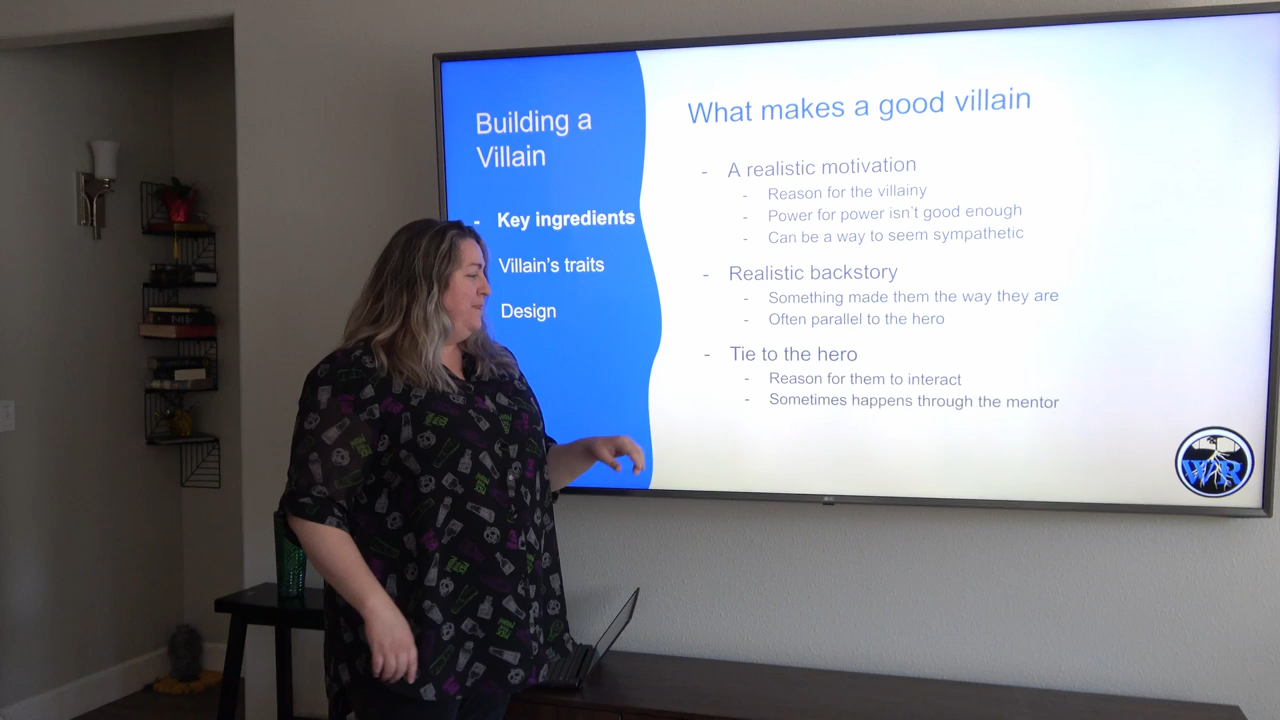 Building a
Villain
- Key ingredients
Villain's traits
Design
What makes a good villain
- A realistic motivation
- Reason for the villainy
- Power for power isn't good enough
- Can be a way to seem sympathetic
- Realistic backstory
- Something made them the way they are
- Often parallel to the hero
- Tie to the hero
- Reason for them to interact
- Sometimes happens through the mentor
WR
LG